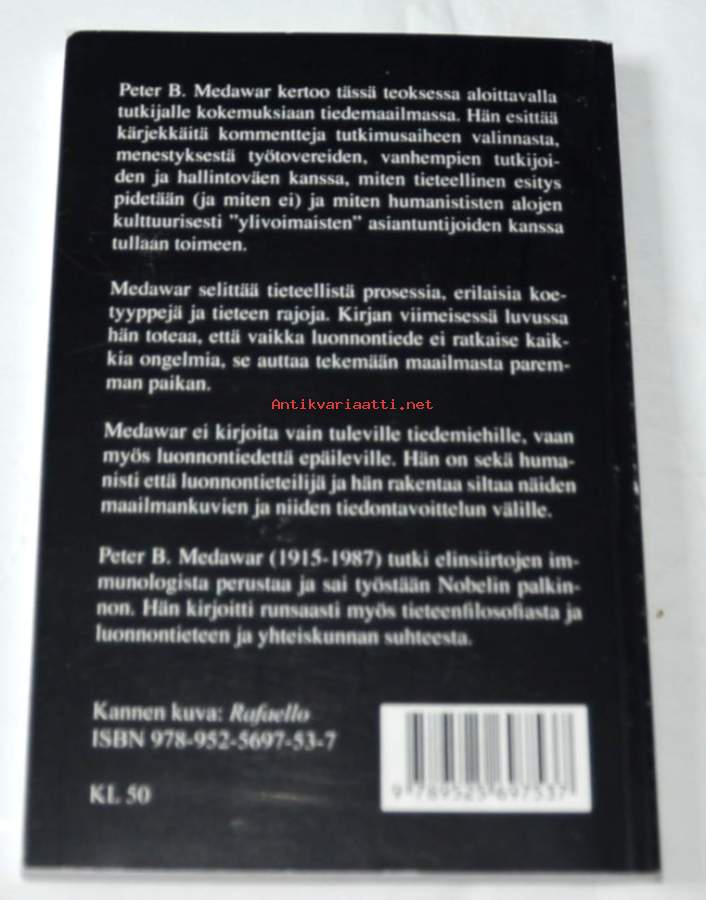 Peter B. Medawar kertoo tässä teoksessa aloittavalla
tutkijalle kokemuksiaan tiedemaailmassa. Hän esittää
kärjekkäitä kommentteja tutkimusaiheen valinnasta,
menestyksestä työtovereiden, vanhempien tutkijoi-
den ja hallintoväen kanssa, miten tieteellinen esitys
pidetään (ja miten ei) ja miten humanististen alojen
kulttuurisesti ”ylivoimaisten” asiantuntijoiden kanssa
tullaan toimeen.
Medawar selittää tieteellistä prosessia, erilaisia koe-
tyyppejä ja tieteen rajoja. Kirjan viimeisessä luvussa
hän toteaa, että vaikka luonnontiede ei ratkaise kaik-
kia ongelmia, se auttaa tekemään maailmasta parem-
man paikan.
Antikvariaatti.net
Medawar ei kirjoita vain tuleville tiedemiehille, vaan
myös luonnontiedettä epäileville. Hän on sekä huma-
nisti että luonnontieteilijä ja hän rakentaa siltaa näiden
maailmankuvien ja niiden tiedontavoittelun välille.
Peter B. Medawar (1915-1987) tutki elinsiirtojen im-
munologista perustaa ja sai työstään Nobelin palkin-
non. Hän kirjoitti runsaasti myös tieteenfilosofiasta ja
luonnontieteen ja yhteiskunnan suhteesta.
Kannen kuva: Rafaello
ISBN 978-952-5697-53-7
KL 50
9 789525 697537